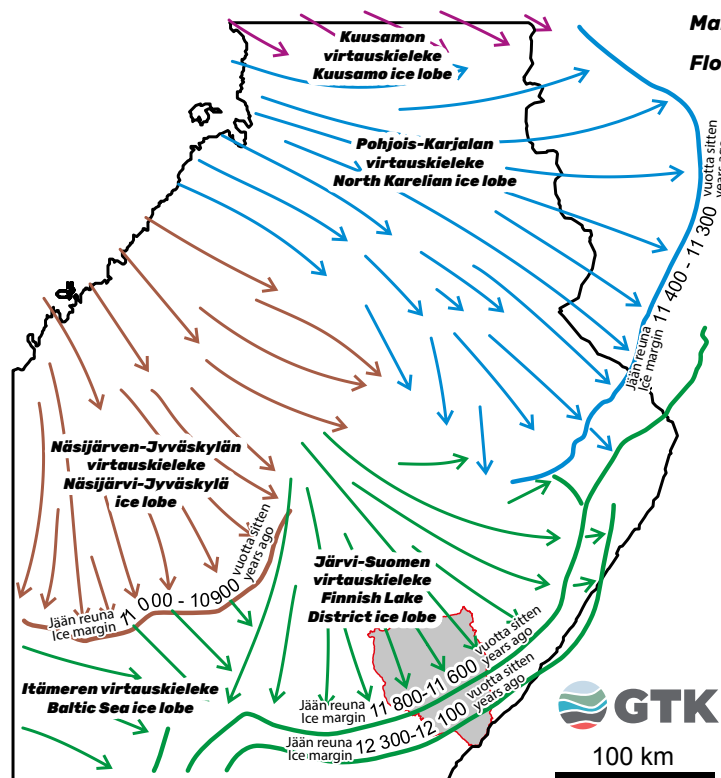 Ma
Flo
Kuusamon
virtauskieleke
Kuusamo ice lobe
Pohjois-Karjalan
virtauskieleke
North Karelian ice lobe
Jään reuna 11 400 - 11 300 vuotta sitten
Ice margin years ago
Näsijärven-Jyväskylän
virtauskieleke
Näsijärvi-Jyväskylä
ice lobe
Jään reuna 11 000 - 10900 vuotta sitten
Ice margin years ago
Järvi-Suomen
virtauskieleke
Finnish Lake
District ice lobe
Itämeren virtauskieleke
Baltic Sea ice lobe
Jään reuna 11 800-11 600 vuotta sitten
Ice margin years ago
Jään reuna 12 300-12 100 vuotta sitten
Ice margin years ago
GTK
100 km